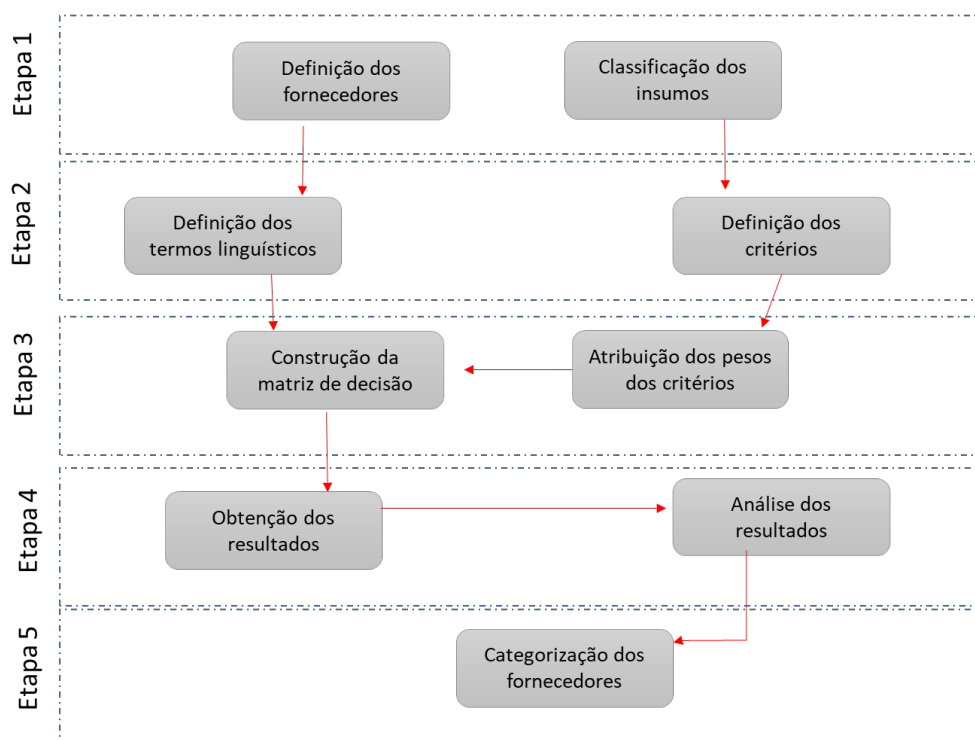 Etapa 1
Definição dos
fornecedores
Classificação dos
insumos
Etapa 2
Definição dos
termos linguísticos
Definição dos
critérios
Etapa 3
Construção da
matriz de decisão
Atribuição dos pesos
dos critérios
Etapa 4
Obtenção dos
resultados
Análise dos
resultados
Etapa 5
Categorização dos
fornecedores